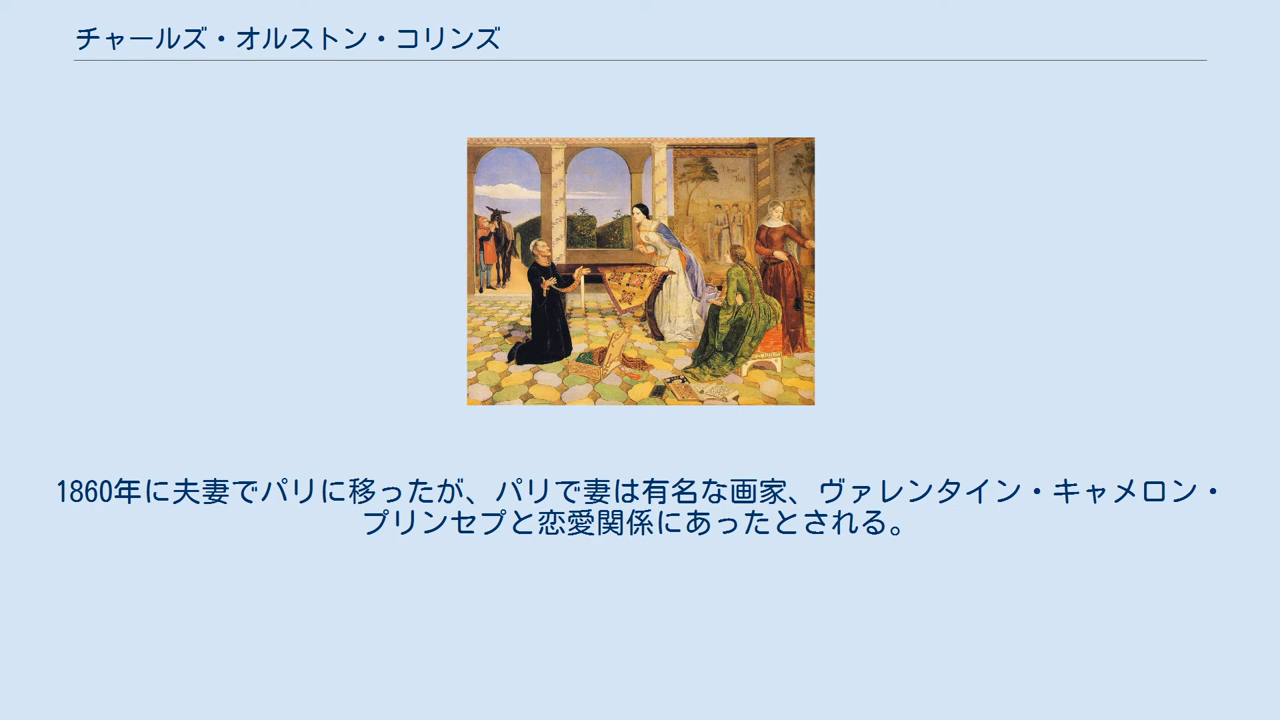 チャールズ・オルストン・コリンズ
1860年に夫妻でパリに移ったが、パリで妻は有名な画家、ヴァレンタイン・キャメロン・
プリンセプと恋愛関係にあったとされる。